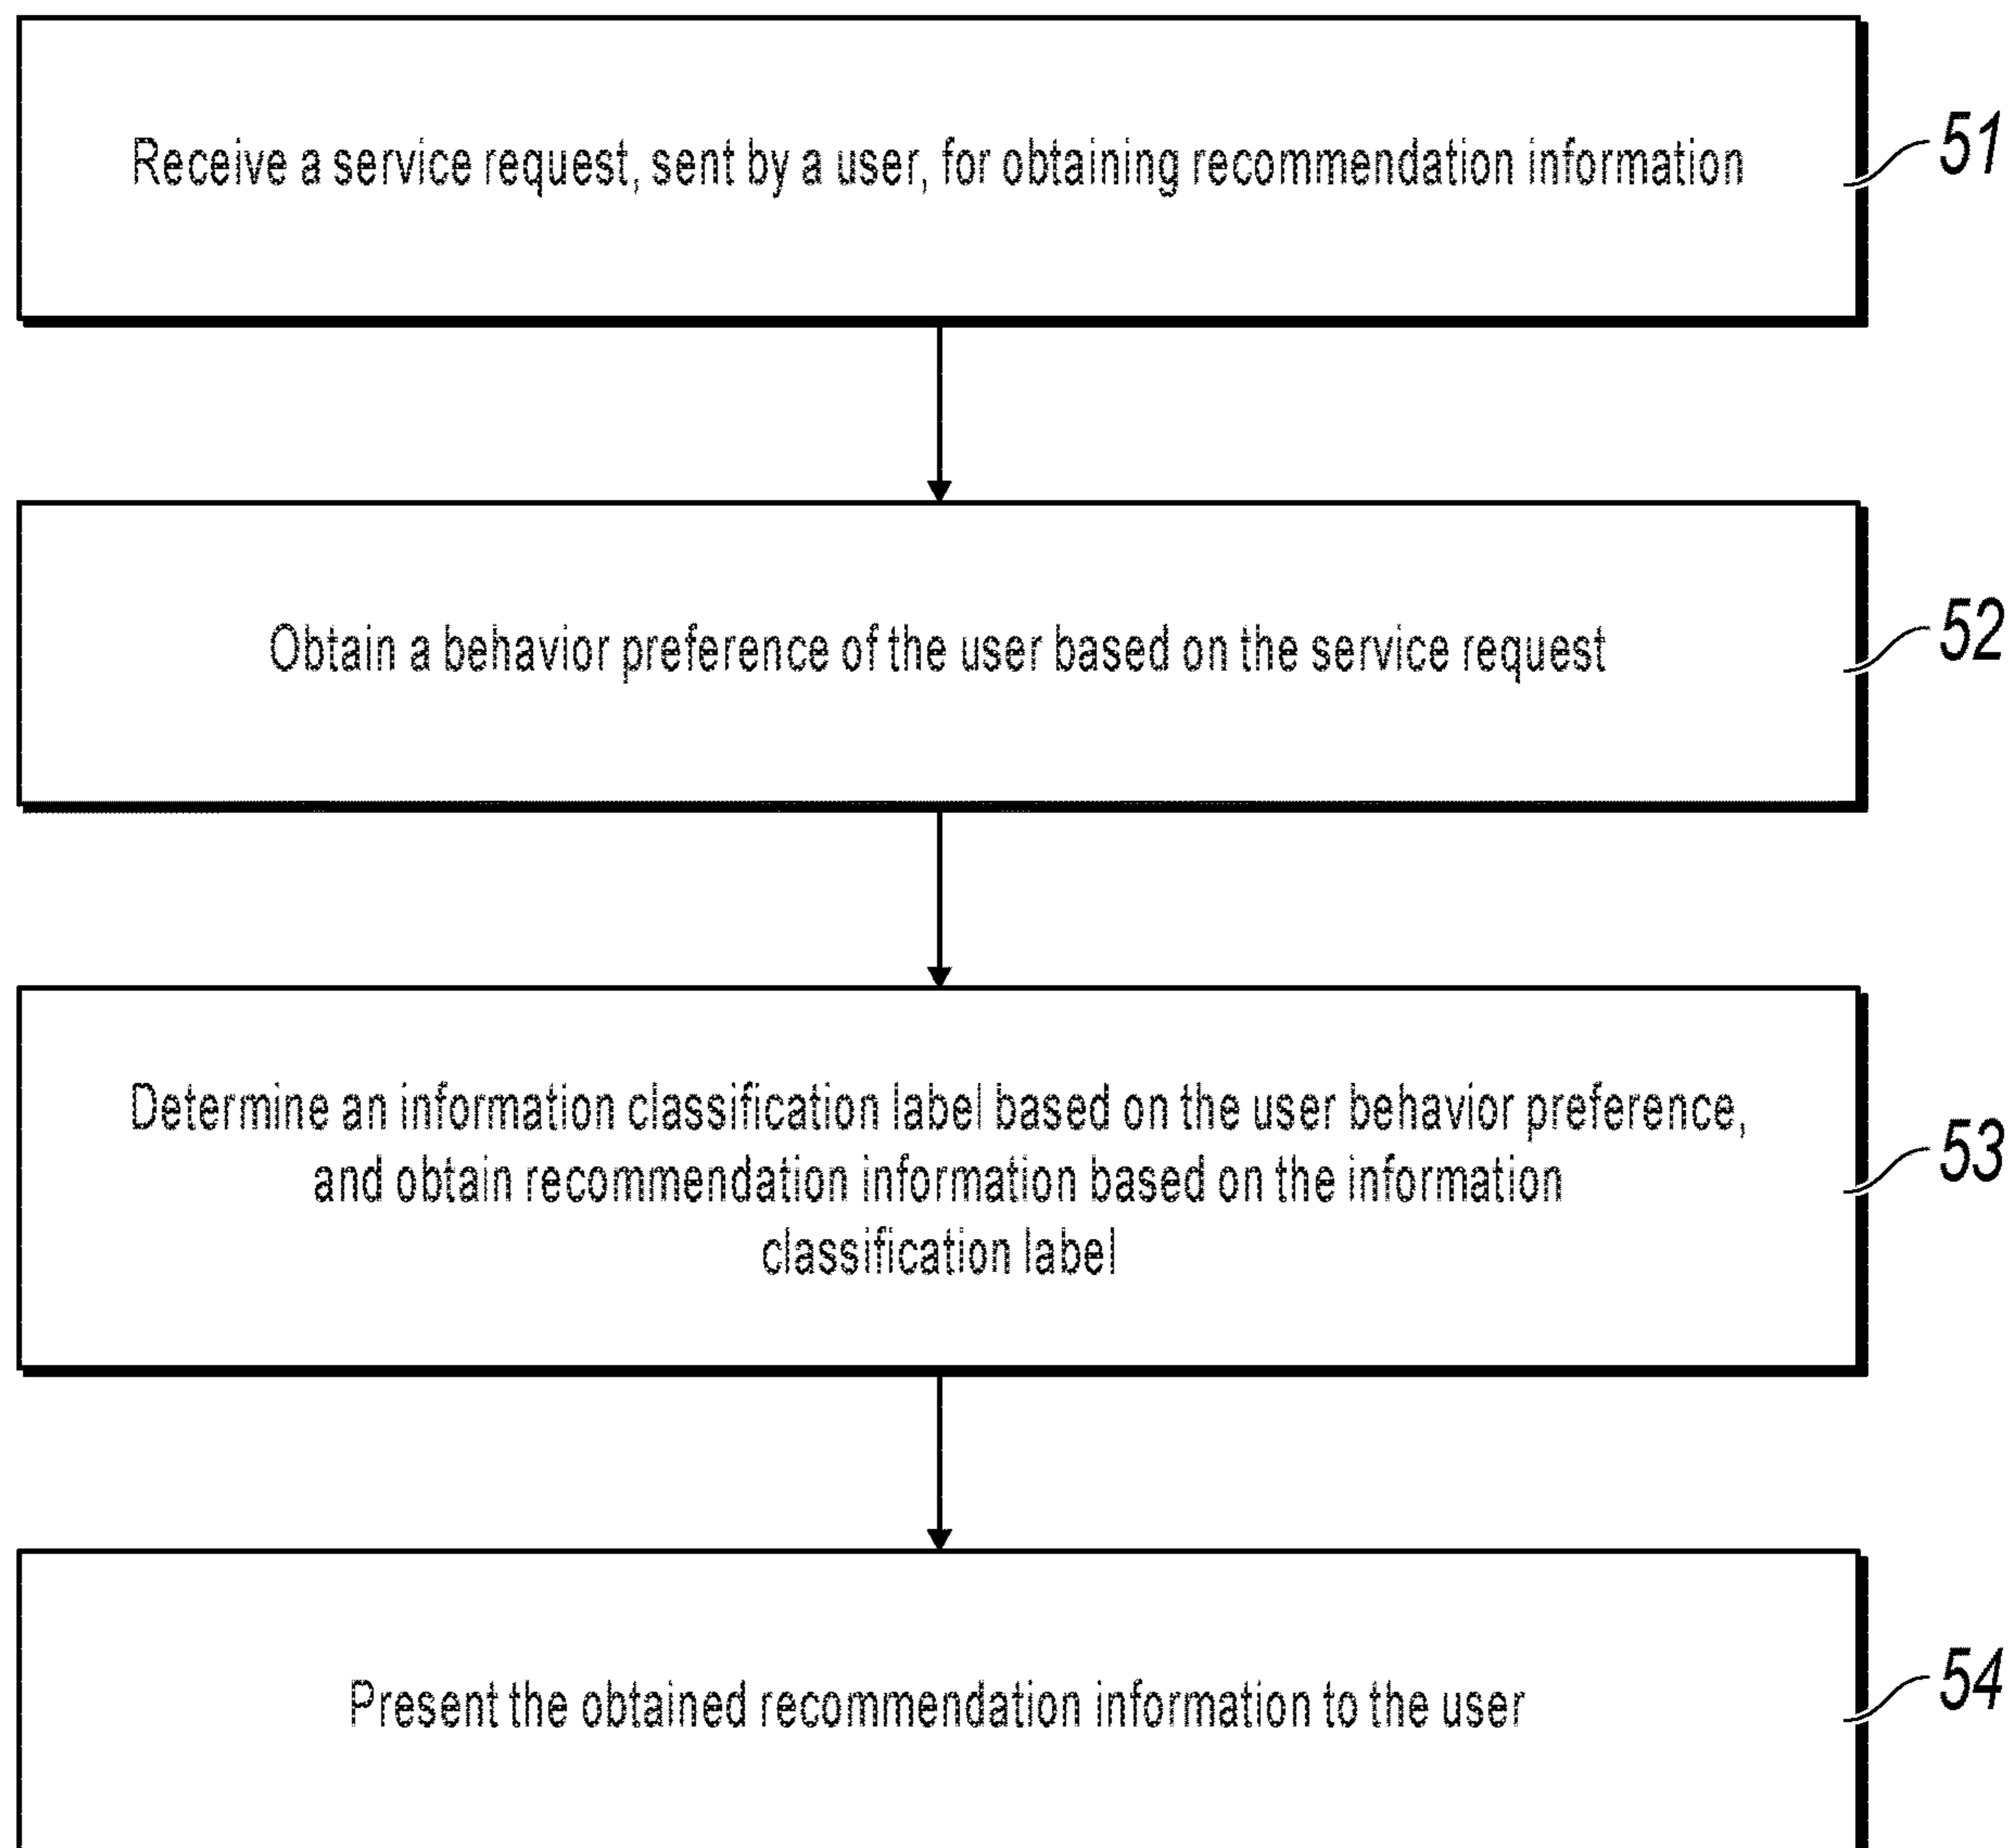 Receive a service request, sent by a user, for obtaining recommendation information
51
Obtain a behavior preference of the user based on the service request
52
Determine an information classification label based on the user behavior preference,
and obtain recommendation information based on the information
classification label
53
Present the obtained recommendation information to the user
54